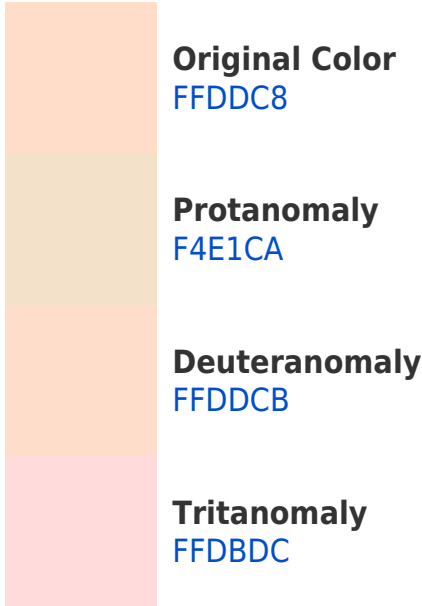 Original Color
FFDDC8
Protanomaly
F4E1CA
Deuteranomaly
FFDDCB
Tritanomaly
FFDBDC